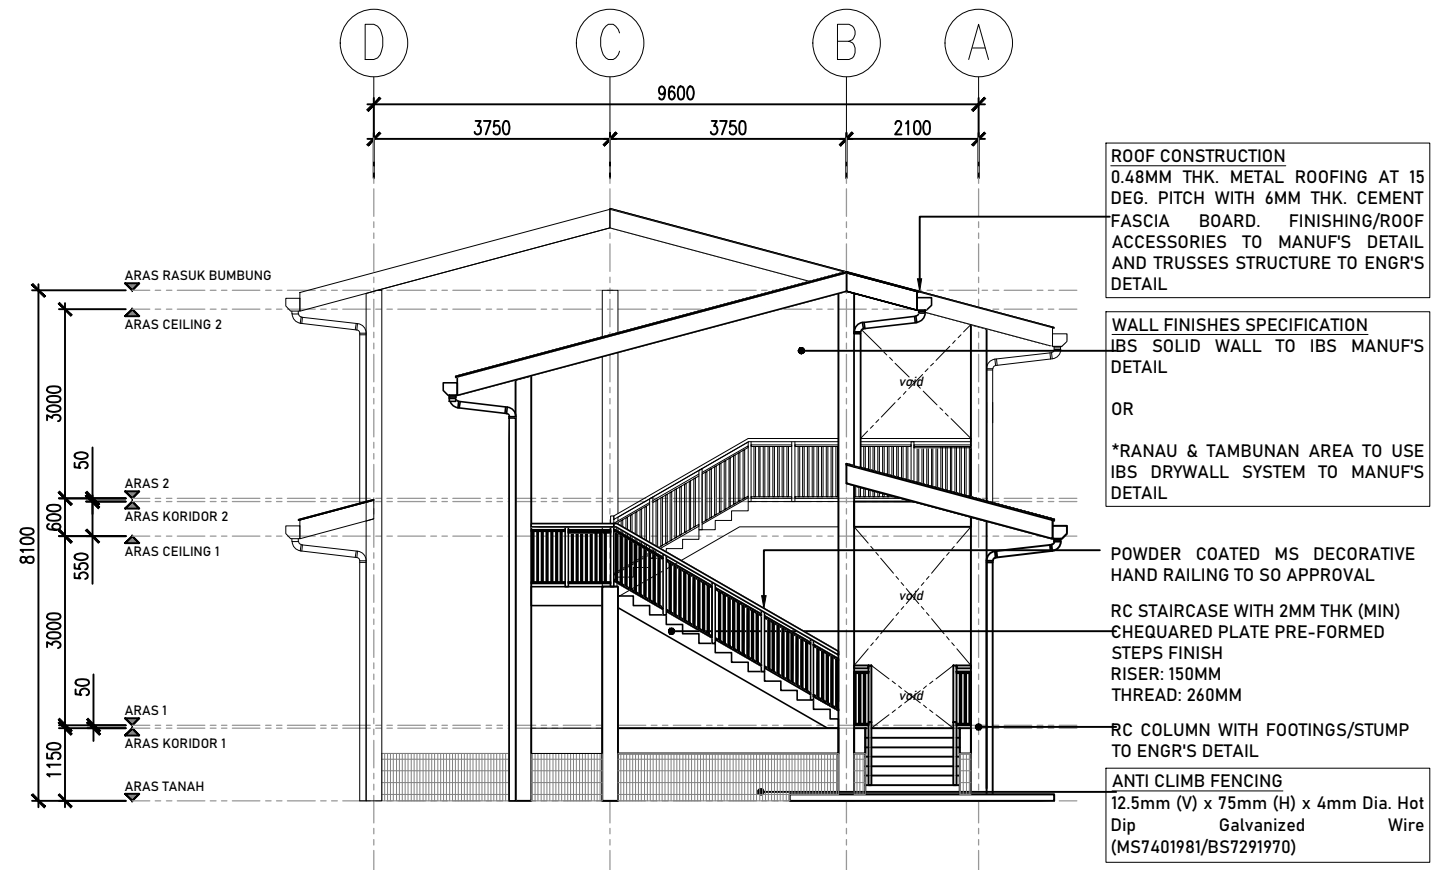 D C B A
9600
3750 3750 2100
ROOF CONSTRUCTION
0.48MM THK. METAL ROOFING AT 15
DEG. PITCH WITH 6MM THK. CEMENT
FASCIA BOARD. FINISHING/ROOF
ACCESSORIES TO MANUF'S DETAIL
AND TRUSSES STRUCTURE TO ENGR'S
DETAIL
WALL FINISHES SPECIFICATION
IBS SOLID WALL TO IBS MANUF'S
DETAIL
OR
*RANAU & TAMBUNAN AREA TO USE
IBS DRYWALL SYSTEM TO MANUF'S
DETAIL
POWDER COATED MS DECORATIVE
HAND RAILING TO SO APPROVAL
RC STAIRCASE WITH 2MM THK (MIN)
CHEQUARED PLATE PRE-FORMED
STEPS FINISH
RISER: 150MM
THREAD: 260MM
RC COLUMN WITH FOOTINGS/STUMP
TO ENGR'S DETAIL
ANTI CLIMB FENCING
12.5mm (V) x 75mm (H) x 4mm Dia. Hot
Dip Galvanized Wire
(MS7401981/BS7291970)
ARAS RASUK BUMBUNG
ARAS CEILING 2
ARAS 2
ARAS KORIDOR 2
ARAS CEILING 1
ARAS 1
ARAS KORIDOR 1
ARAS TANAH
8100
3000
50
600
550
3000
50
1150
void
void
void